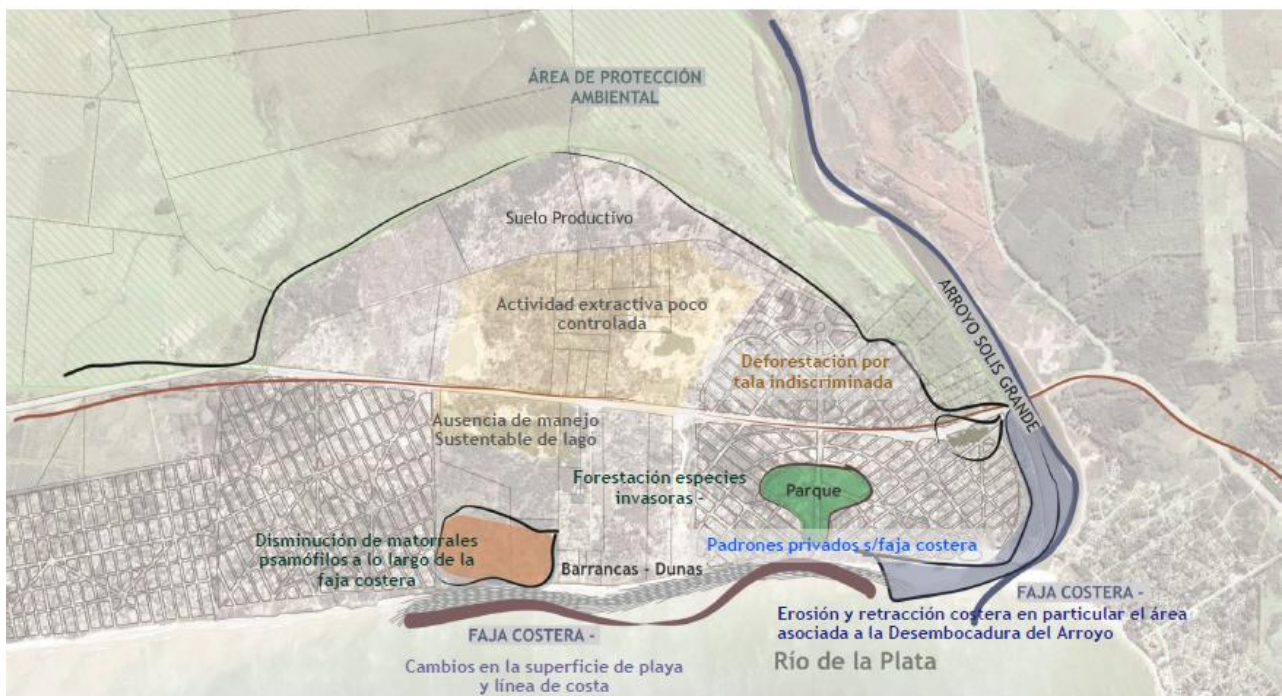 ÁREA DE PROTECCIÓN
AMBIENTAL
Suelo Productivo
Actividad extractiva poco
controlada
ARROYO SOLIS GRANDE
Deforestación por
tala indiscriminada
Ausencia de manejo
Sustentable de lago
Forestación especies
invasoras -
Parque
Disminución de matorrales
psamófilos a lo largo de la
faja costera
Padrones privados s/faja costera
Barrancas - Dunas
FAJA COSTERA -
Erosión y retracción costera en particular el área
asociada a la Desembocadura del Arroyo
FAJA COSTERA -
Cambios en la superficie de playa
y línea de costa
Río de la Plata